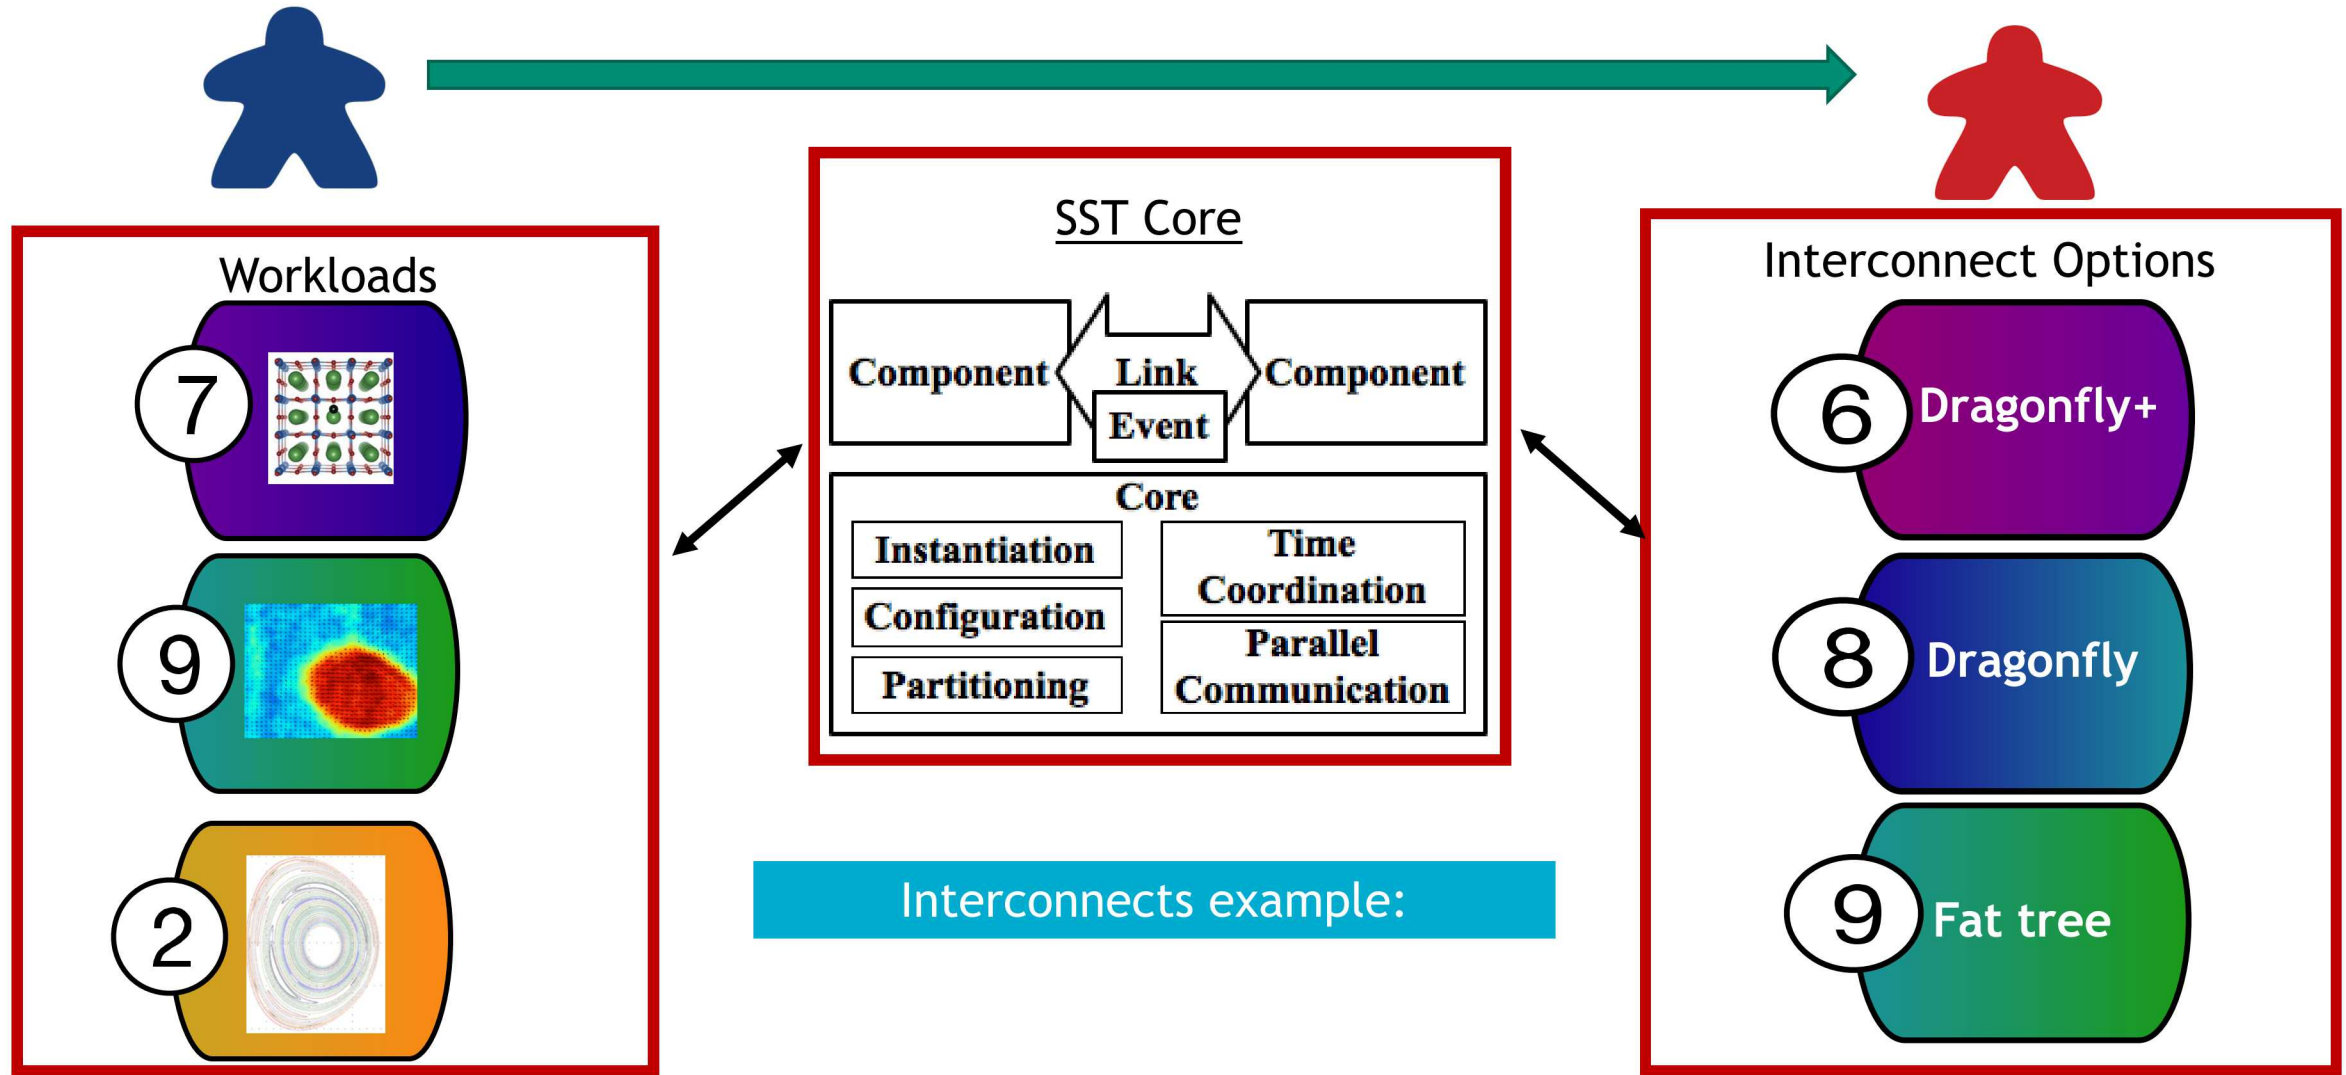 Workloads
7
9
2
SST Core
Component
Link
Component
Event
Core
Instantiation
Configuration
Partitioning
Time
Coordination
Parallel
Communication
Interconnects example:
Interconnect Options
6
Dragonfly+
8
Dragonfly
9
Fat tree